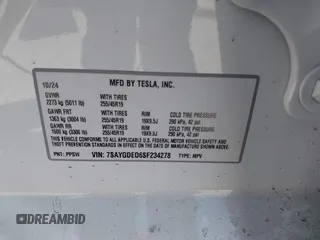 MFD BY TESLA, INC.
10/24
GVWR WITH TIRES
2273 kg (5011 lb) 255/45R19
GAWR FRT WITH TIRES RIM COLD TIRE PRESSURE
1363 kg (3004 lb) 255/45R19 19X9.5J 290 kPa, 42 psi
GAWR RR WITH TIRES RIM COLD TIRE PRESSURE
1500 kg (3306 lb) 255/45R19 19X9.5J 290 kPa, 42 psi
THIS VEHICLE CONFORMS TO ALL APPLICABLE U.S. FEDERAL MOTOR VEHICLE SAFETY
AND THEFT PREVENTION STANDARDS IN EFFECT ON THE DATE OF MANUFACTURE SHOWN ABOVE.
PNT: PPSW VIN: 7SAYGDED6SF234278 TYPE: MPV
DREAMBID